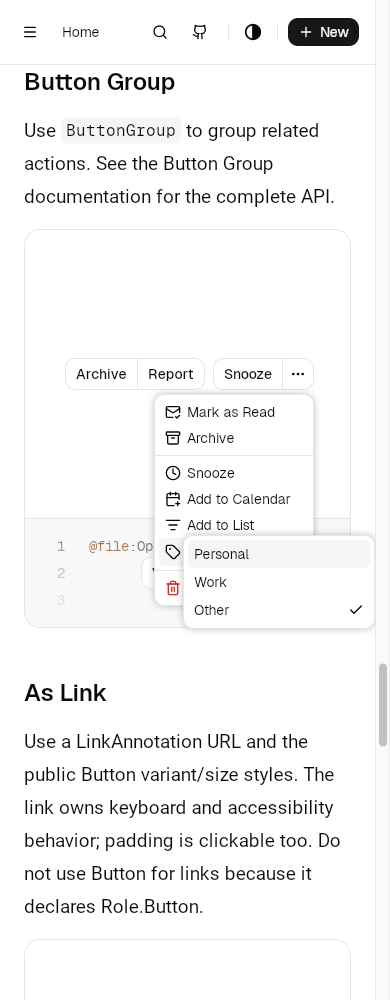 Home
New
Button Group
Use ButtonGroup to group related
actions. See the Button Group
documentation for the complete API.
Archive
Report
Snooze
Mark as Read
Archive
Snooze
Add to Calendar
Add to List
Personal
Work
Other
1 @file:Op
2
3
As Link
Use a LinkAnnotation URL and the
public Button variant/size styles. The
link owns keyboard and accessibility
behavior; padding is clickable too. Do
not use Button for links because it
declares Role.Button.